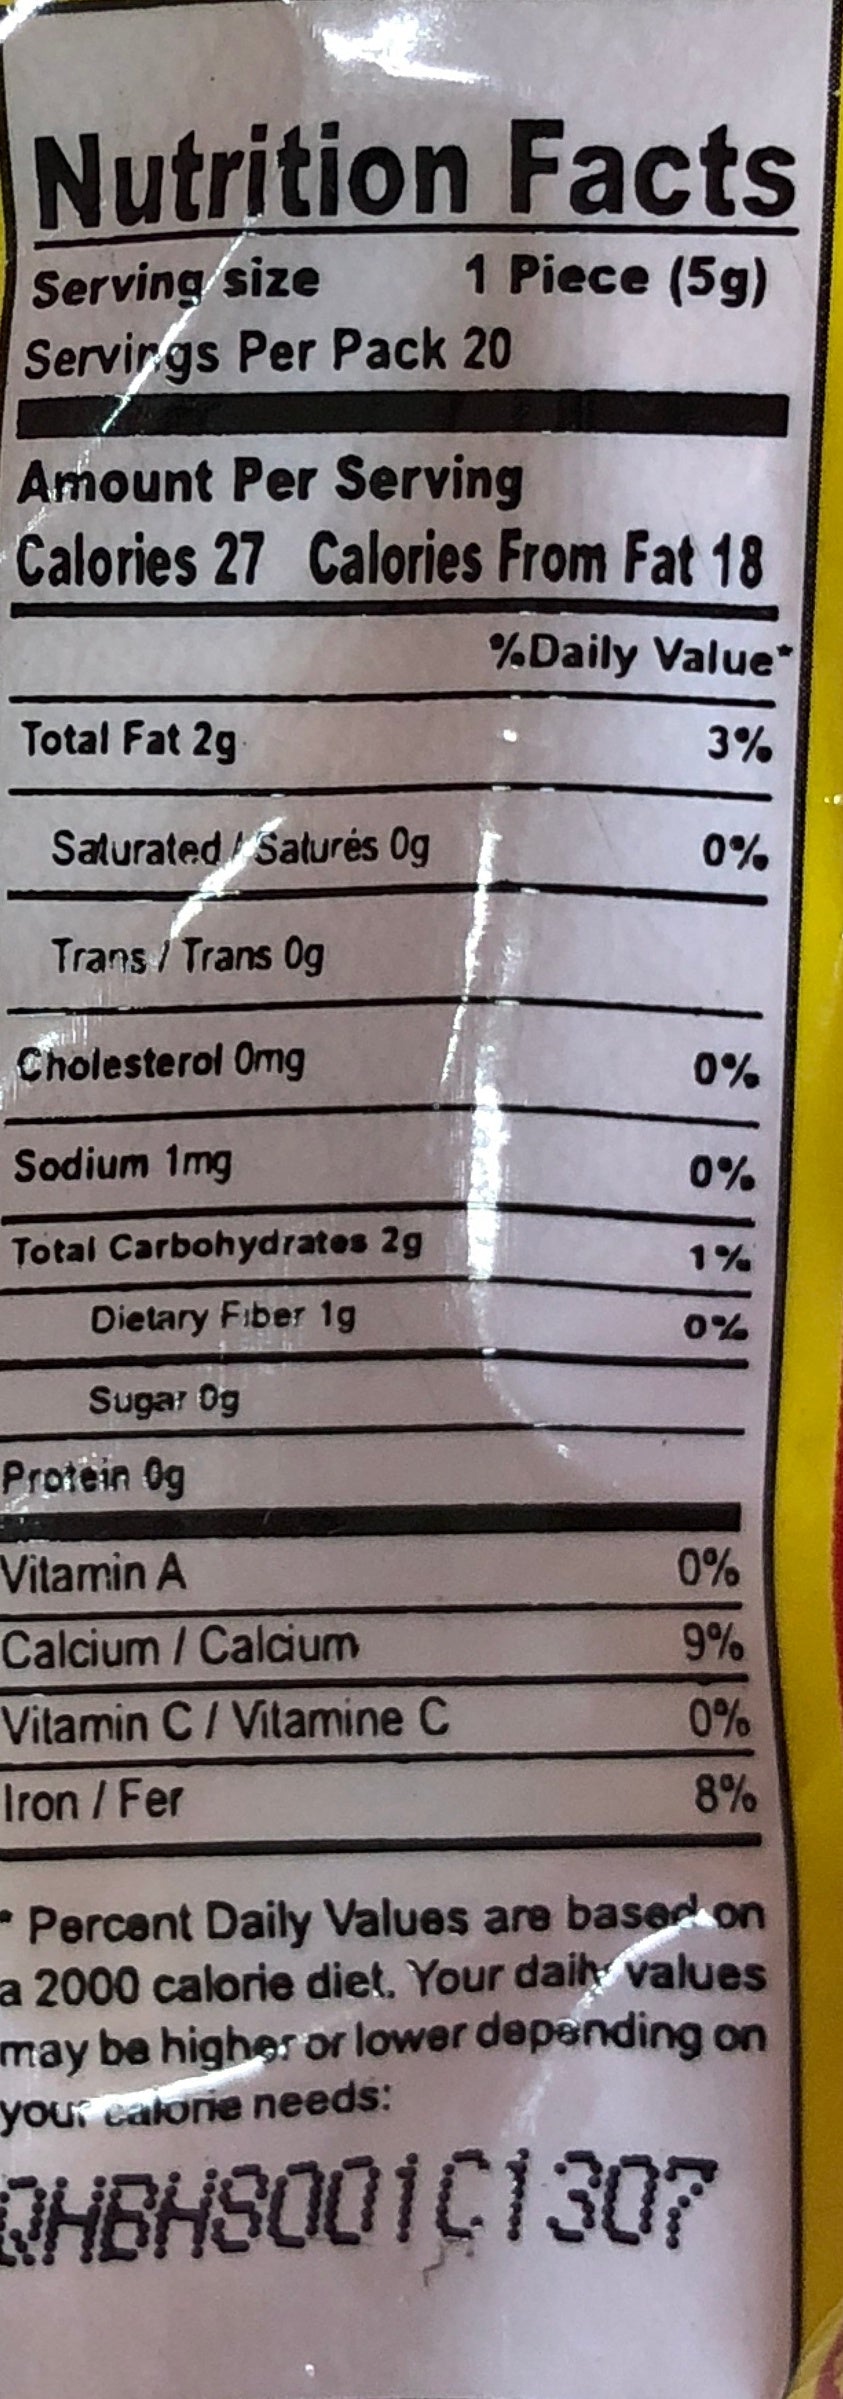 Nutrition Facts
Serving size 1 Piece (5g)
Servings Per Pack 20
Amount Per Serving
Calories 27 Calories From Fat 18
%Daily Value*
Total Fat 2g 3%
Saturated / Saturés 0g 0%
Trans / Trans 0g
Cholesterol 0mg 0%
Sodium 1mg 0%
Total Carbohydrates 2g 1%
Dietary Fiber 1g 0%
Sugar 0g
Protein 0g
Vitamin A 0%
Calcium / Calcium 9%
Vitamin C / Vitamine C 0%
Iron / Fer 8%
* Percent Daily Values are based on
a 2000 calorie diet. Your daily values
may be higher or lower depending on
your calorie needs:
QHBHS001C1307